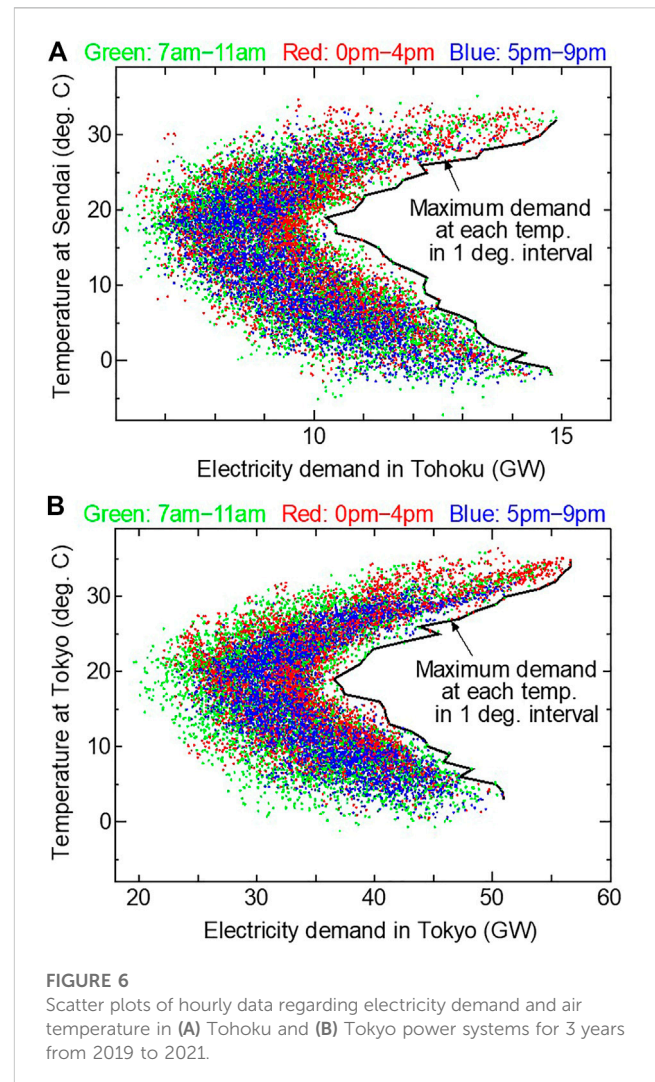 A Green: 7am–11am Red: 0pm–4pm Blue: 5pm–9pm
Temperature at Sendai (deg. C)
30
20
10
0
Maximum demand
at each temp.
in 1 deg. interval
10 15
Electricity demand in Tohoku (GW)
B Green: 7am–11am Red: 0pm–4pm Blue: 5pm–9pm
Temperature at Tokyo (deg. C)
30
20
10
0
Maximum demand
at each temp.
in 1 deg. interval
20 30 40 50 60
Electricity demand in Tokyo (GW)
FIGURE 6
Scatter plots of hourly data regarding electricity demand and air
temperature in (A) Tohoku and (B) Tokyo power systems for 3 years
from 2019 to 2021.